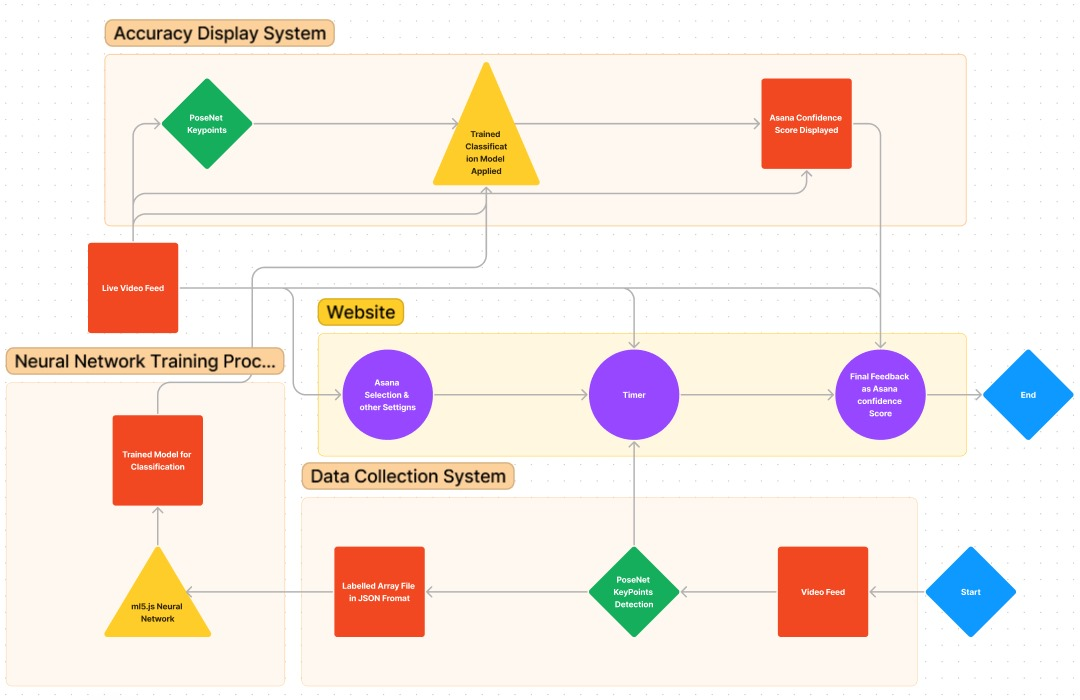 Accuracy Display System
PoseNet
Keypoints
Trained
Classificat
ion Model
Applied
Asana Confidence
Score Displayed
Live Video Feed
Website
Neural Network Training Proc...
Asana
Selection &
other Settigns
Timer
Final Feedback
as Asana
confidence
Score
End
Trained Model for
Classification
Data Collection System
ml5.js Neural
Network
Labelled Array File
in JSON Fromat
PoseNet
KeyPoints
Detection
Video Feed
Start